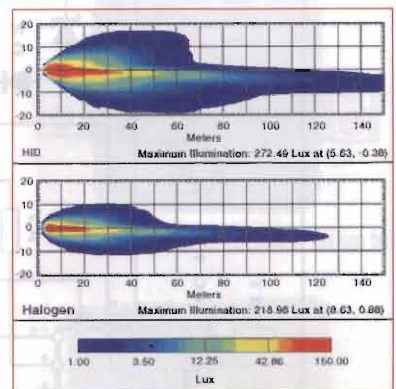 20
10
0
-10
-20
0 20 40 60 80 100 120 140
Meters
HID Maximum Illumination: 272.49 Lux at (5.63, -0.38)
20
10
0
-10
-20
0 20 40 60 80 100 120 140
Meters
Halogen Maximum Illumination: 218.96 Lux at (8.63, 0.88)
1.00 3.50 12.25 42.86 150.00
Lux